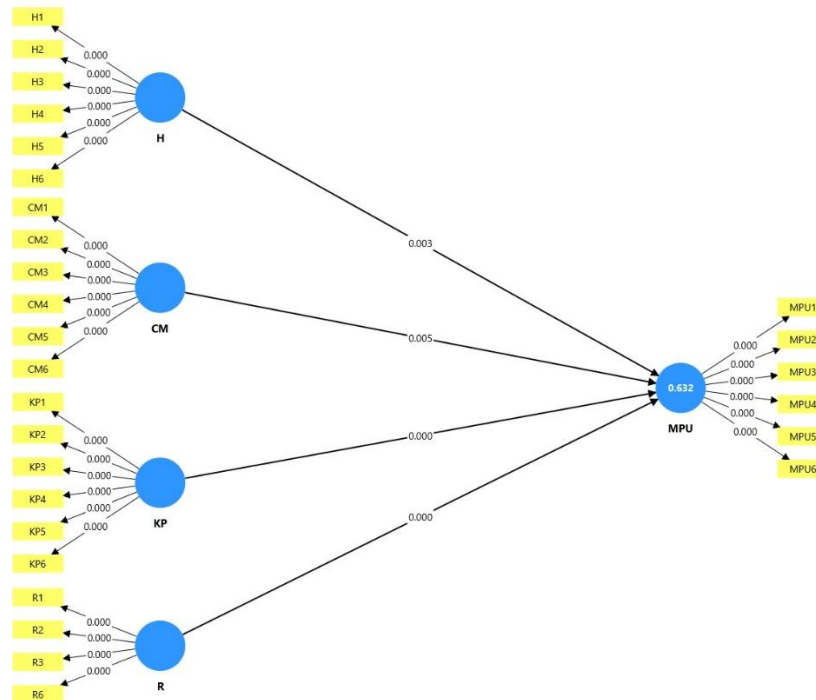 H1
H2
H3
H4
H5
H6
0.000
0.000
0.000
0.000
0.000
0.000
H
CM1
CM2
CM3
CM4
CM5
CM6
0.000
0.000
0.000
0.000
0.000
0.000
CM
KP1
KP2
KP3
KP4
KP5
KP6
0.000
0.000
0.000
0.000
0.000
0.000
KP
R1
R2
R3
R6
0.000
0.000
0.000
0.000
R
0.003
0.005
0.000
0.000
0.632
MPU
0.000
0.000
0.000
0.000
0.000
0.000
MPU1
MPU2
MPU3
MPU4
MPU5
MPU6